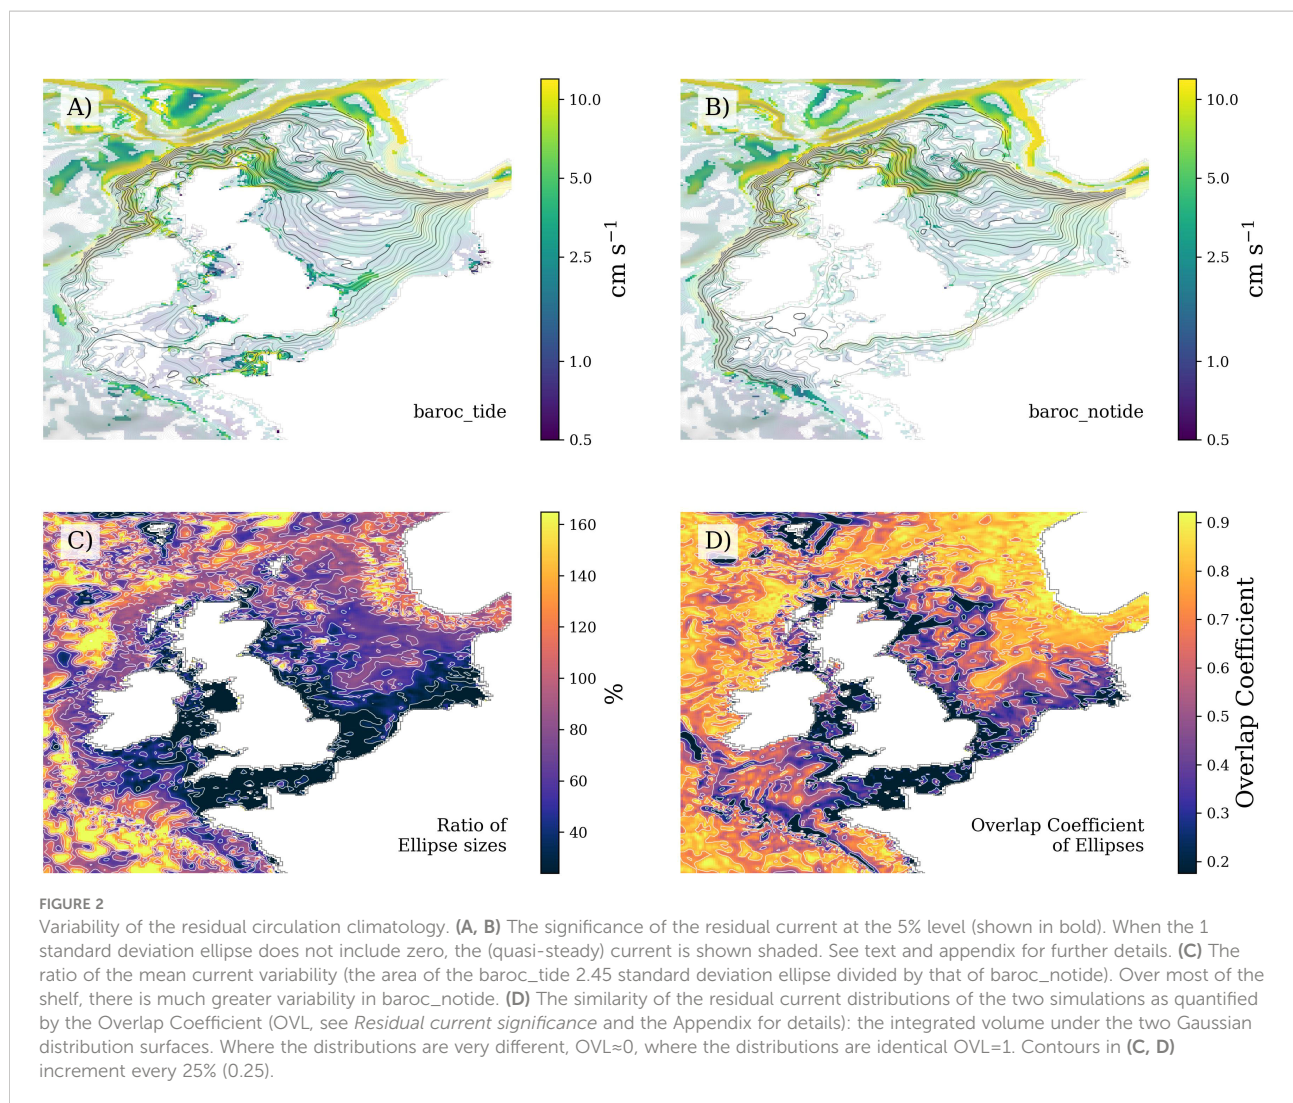 A)
10.0
5.0
2.5
1.0
0.5
cm s⁻¹
baroc_tide
B)
10.0
5.0
2.5
1.0
0.5
cm s⁻¹
baroc_notide
C)
160
140
120
100
80
60
40
%
Ratio of
Ellipse sizes
D)
0.9
0.8
0.7
0.6
0.5
0.4
0.3
0.2
Overlap Coefficient
Overlap Coefficient
of Ellipses
FIGURE 2
Variability of the residual circulation climatology. (A, B) The significance of the residual current at the 5% level (shown in bold). When the 1
standard deviation ellipse does not include zero, the (quasi-steady) current is shown shaded. See text and appendix for further details. (C) The
ratio of the mean current variability (the area of the baroc_tide 2.45 standard deviation ellipse divided by that of baroc_notide). Over most of the
shelf, there is much greater variability in baroc_notide. (D) The similarity of the residual current distributions of the two simulations as quantified
by the Overlap Coefficient (OVL, see Residual current significance and the Appendix for details): the integrated volume under the two Gaussian
distribution surfaces. Where the distributions are very different, OVL≈0, where the distributions are identical OVL=1. Contours in (C, D)
increment every 25% (0.25).